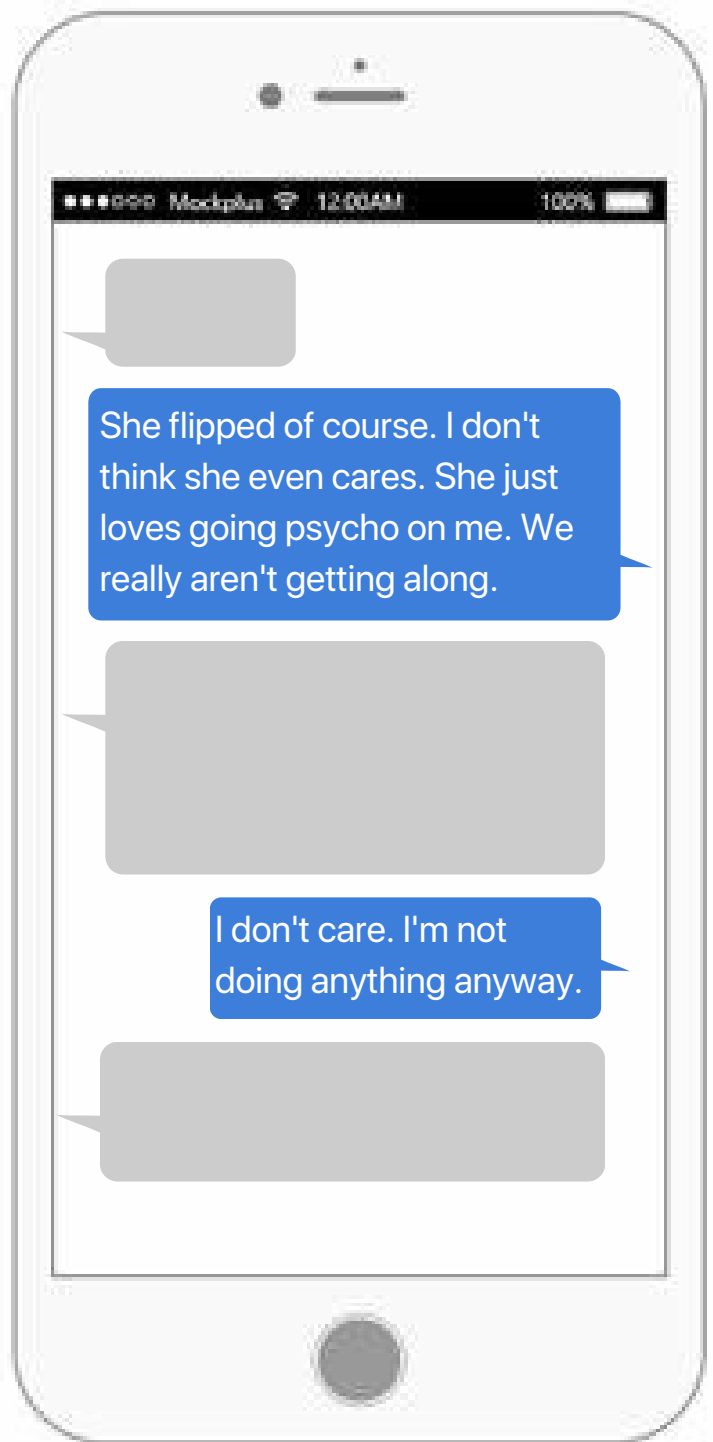 Mockplus 12:00AM 100%
She flipped of course. I don't
think she even cares. She just
loves going psycho on me. We
really aren't getting along.
I don't care. I'm not
doing anything anyway.